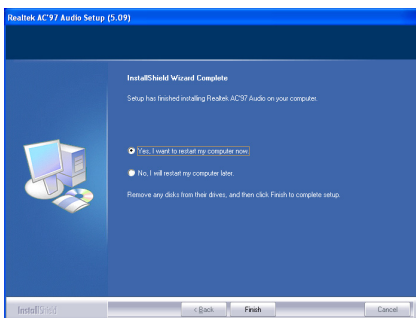 Realtek AC'97 Audio Setup (5.09)
InstallShield Wizard Complete
Setup has finished installing Realtek AC'97 Audio on your computer.
Yes, I want to restart my computer now.
No, I will restart my computer later.
Remove any disks from their drives, and then click Finish to complete setup.
InstallShield
< Back Finish Cancel